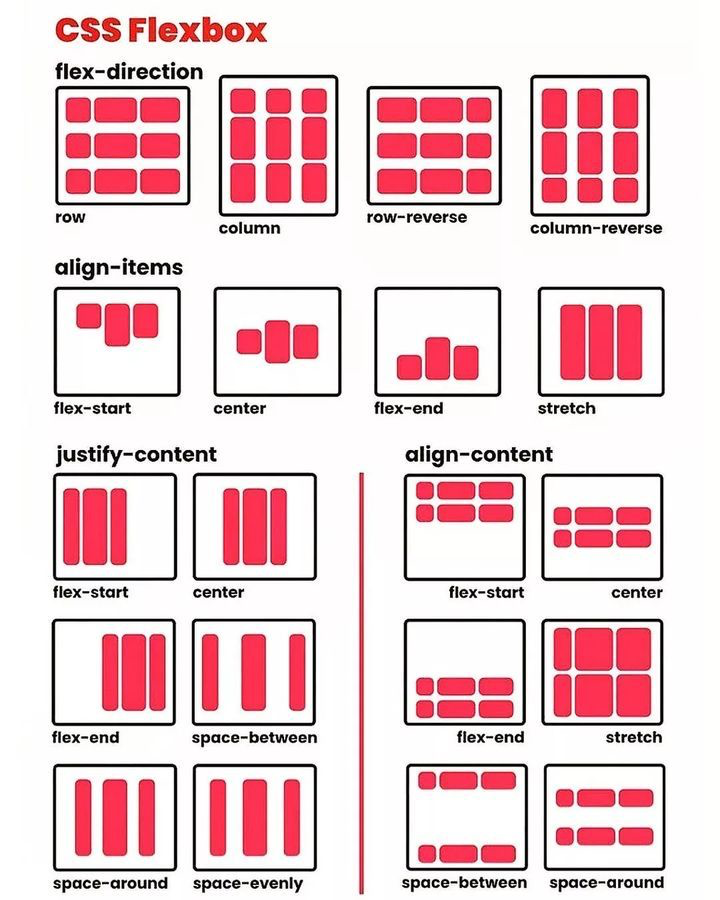 CSS Flexbox
flex-direction
row
column
row-reverse
column-reverse
align-items
flex-start
center
flex-end
stretch
justify-content
flex-start
center
flex-end
space-between
space-around
space-evenly
align-content
flex-start
center
flex-end
stretch
space-between
space-around